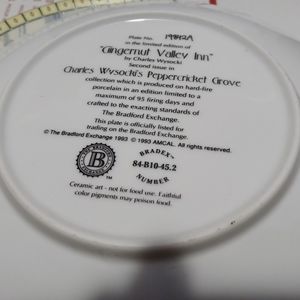 Plate No. 19842A
in the limited edition of
"Gingernut Valley Inn"
by Charles Wysocki
Second issue in
Charles Wysocki's Peppercricket Grove
collection which is produced on hard-fire
porcelain in an edition limited to a
maximum of 95 firing days and
crafted to the exacting standards of
The Bradford Exchange.
This plate is officially listed for
trading on the Bradford Exchange.
© The Bradford Exchange 1993 © 1993 AMCAL. All rights reserved.
B
TM
BRADEX
84-B10-45.2
NUMBER
Ceramic art - not for food use. Faithful
color pigments may poison food.